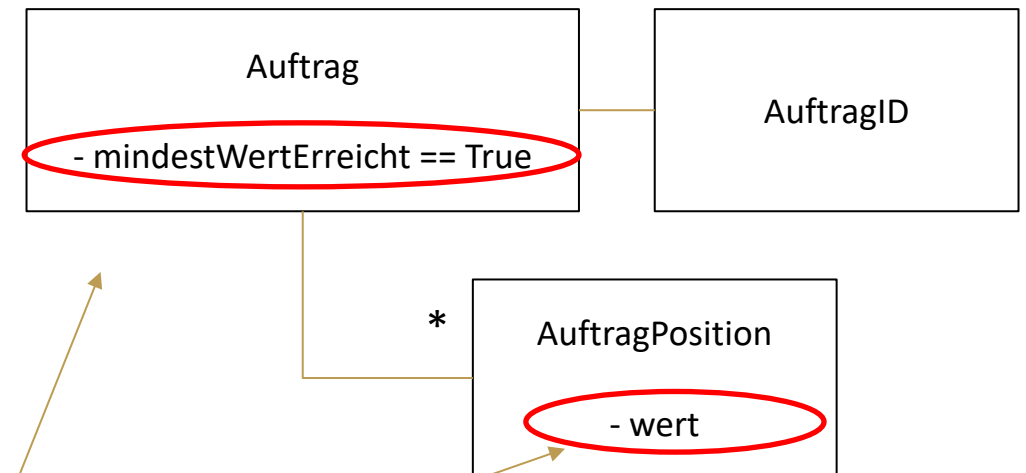 Auftrag
- mindestWertErreicht == True
AuftragID
*
AuftragPosition
- wert